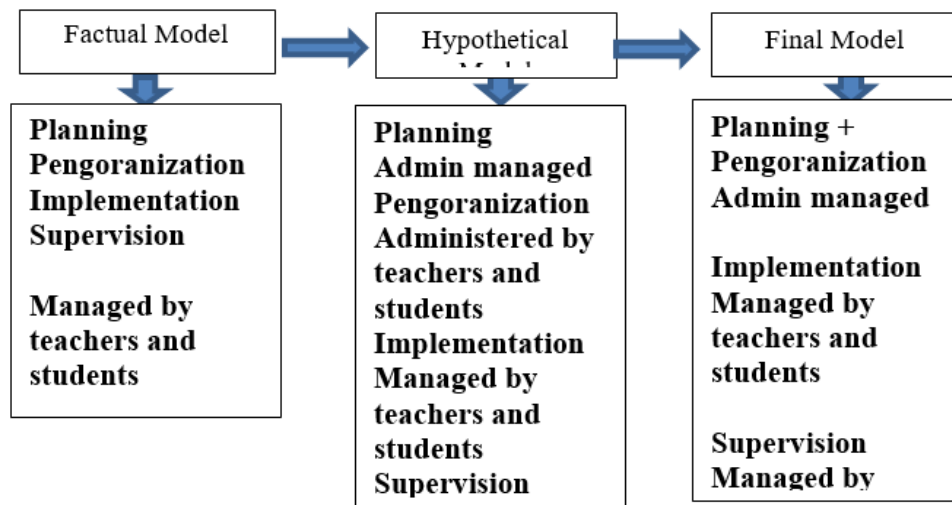 Factual Model
Hypothetical
Final Model
Planning
Pengoranization
Implementation
Supervision
Managed by
teachers and
students
Planning
Admin managed
Pengoranization
Administered by
teachers and
students
Implementation
Managed by
teachers and
students
Supervision
Planning +
Pengoranization
Admin managed
Implementation
Managed by
teachers and
students
Supervision
Managed by